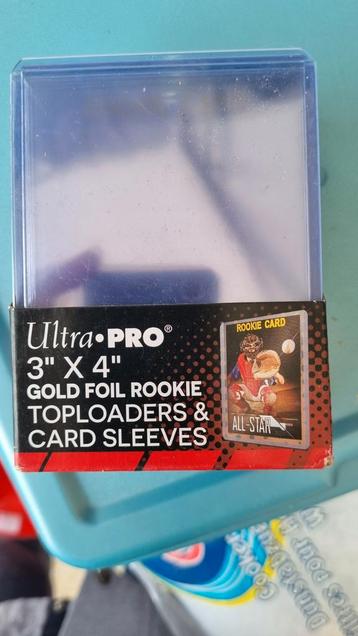 Ultra•PRO®
3" X 4"
GOLD FOIL ROOKIE
TOPLOADERS &
CARD SLEEVES
ROOKIE CARD
ALL-STAR